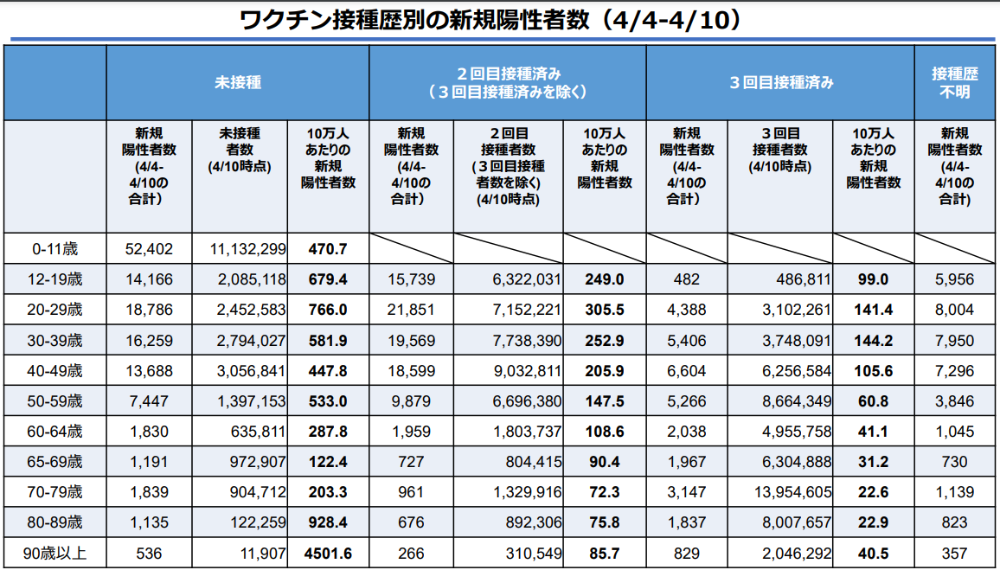 ワクチン接種歴別の新規陽性者数（4/4-4/10）
未接種
２回目接種済み
（３回目接種済みを除く）
３回目接種済み
接種歴
不明
新規
陽性者数
(4/4-
4/10の
合計）
未接種
者数
(4/10時点)
10万人
あたりの
新規
陽性者数
新規
陽性者数
(4/4-
4/10の
合計）
２回目
接種者数
(３回目接種
者数を除く)
(4/10時点)
10万人
あたりの
新規
陽性者数
新規
陽性者数
(4/4-
4/10の
合計）
３回目
接種者数
(4/10時点)
10万人
あたりの
新規
陽性者数
新規
陽性者数
(4/4-
4/10の
合計)
0-11歳 52,402 11,132,299 470.7
12-19歳 14,166 2,085,118 679.4 15,739 6,322,031 249.0 482 486,811 99.0 5,956
20-29歳 18,786 2,452,583 766.0 21,851 7,152,221 305.5 4,388 3,102,261 141.4 8,004
30-39歳 16,259 2,794,027 581.9 19,569 7,738,390 252.9 5,406 3,748,091 144.2 7,950
40-49歳 13,688 3,056,841 447.8 18,599 9,032,811 205.9 6,604 6,256,584 105.6 7,296
50-59歳 7,447 1,397,153 533.0 9,879 6,696,380 147.5 5,266 8,664,349 60.8 3,846
60-64歳 1,830 635,811 287.8 1,959 1,803,737 108.6 2,038 4,955,758 41.1 1,045
65-69歳 1,191 972,907 122.4 727 804,415 90.4 1,967 6,304,888 31.2 730
70-79歳 1,839 904,712 203.3 961 1,329,916 72.3 3,147 13,954,605 22.6 1,139
80-89歳 1,135 122,259 928.4 676 892,306 75.8 1,837 8,007,657 22.9 823
90歳以上 536 11,907 4501.6 266 310,549 85.7 829 2,046,292 40.5 357